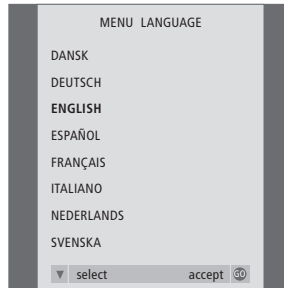 MENU LANGUAGE
DANSK
DEUTSCH
ENGLISH
ESPAÑOL
FRANÇAIS
ITALIANO
NEDERLANDS
SVENSKA
▼ select accept GO